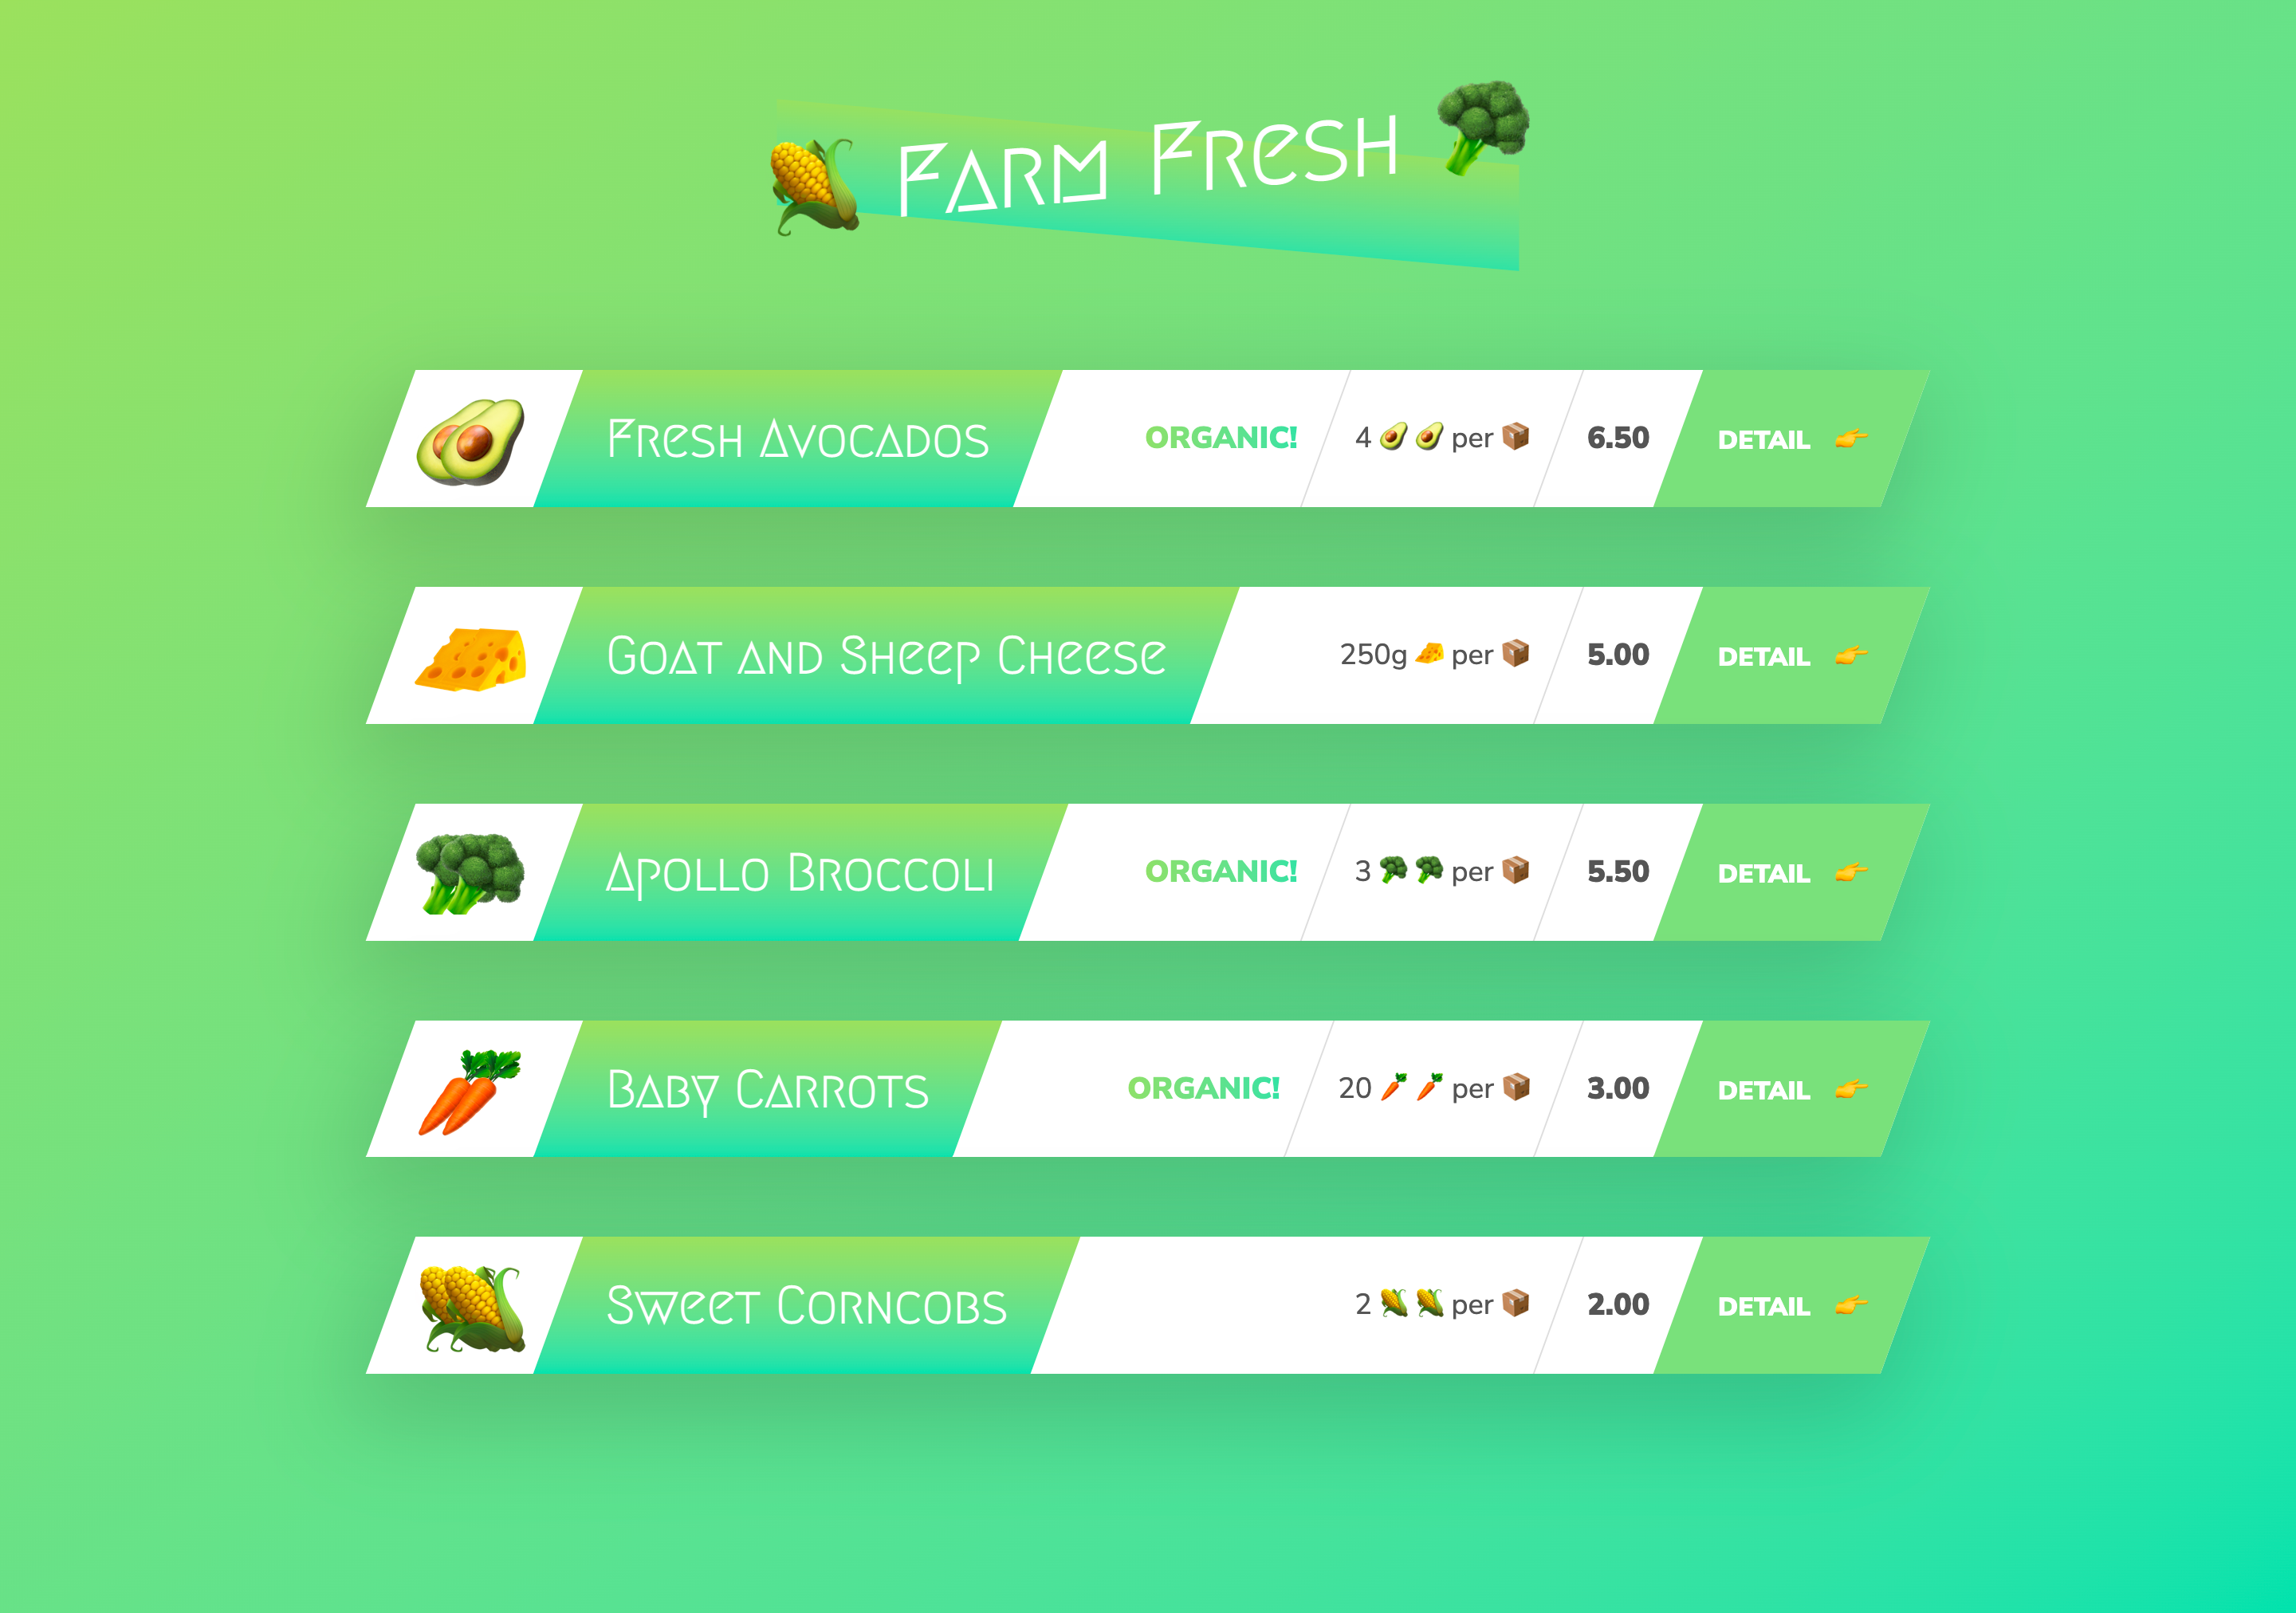 🌽 Farm Fresh 🥦
Fresh Avocados ORGANIC! 4 🥑 🥑 per 📦 6.50 DETAIL 👉
Goat and Sheep Cheese 250g 🧀 per 📦 5.00 DETAIL 👉
Apollo Broccoli ORGANIC! 3 🥦 🥦 per 📦 5.50 DETAIL 👉
Baby Carrots ORGANIC! 20 🥕 🥕 per 📦 3.00 DETAIL 👉
Sweet Corncobs 2 🌽 🌽 per 📦 2.00 DETAIL 👉